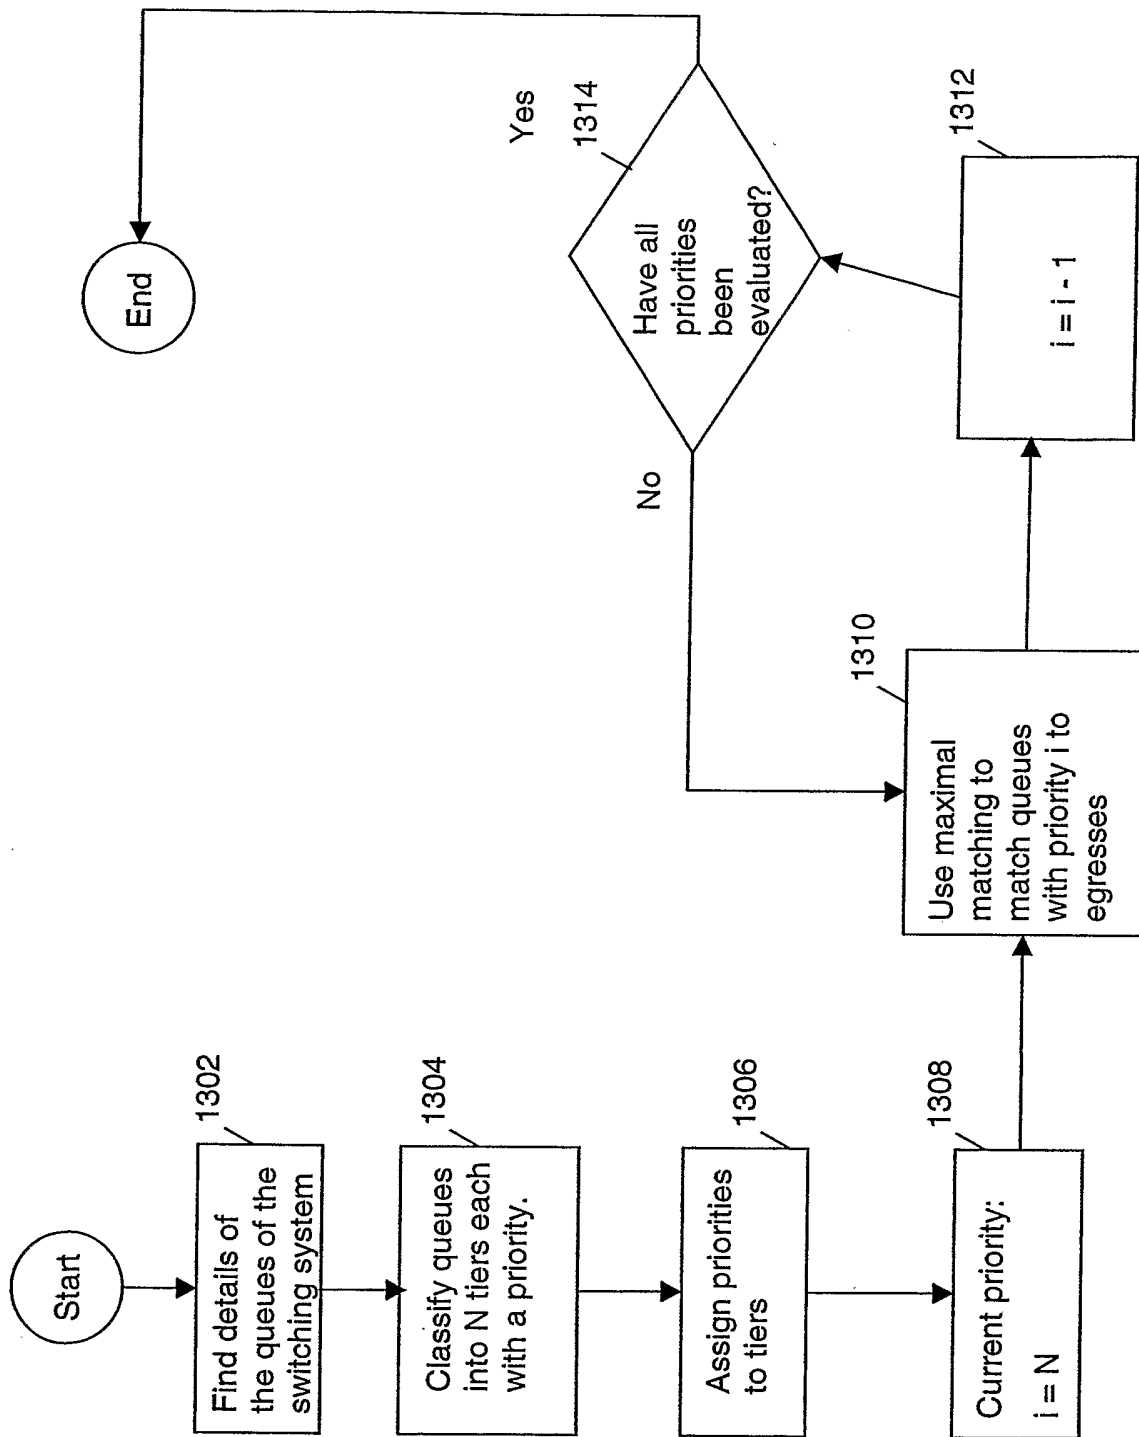 Start
1302
Find details of
the queues of the
switching system
1304
Classify queues
into N tiers each
with a priority.
1306
Assign priorities
to tiers
1308
Current priority:
i = N
1310
Use maximal
matching to
match queues
with priority i to
egresses
1312
i = i - 1
1314
Have all
priorities
been
evaluated?
No
Yes
End